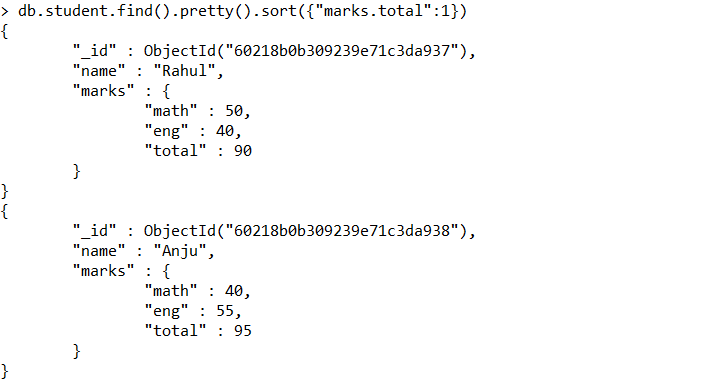 > db.student.find().pretty().sort({"marks.total":1})
{
        "_id" : ObjectId("60218b0b309239e71c3da937"),
        "name" : "Rahul",
        "marks" : {
                "math" : 50,
                "eng" : 40,
                "total" : 90
        }
}
{
        "_id" : ObjectId("60218b0b309239e71c3da938"),
        "name" : "Anju",
        "marks" : {
                "math" : 40,
                "eng" : 55,
                "total" : 95
        }
}